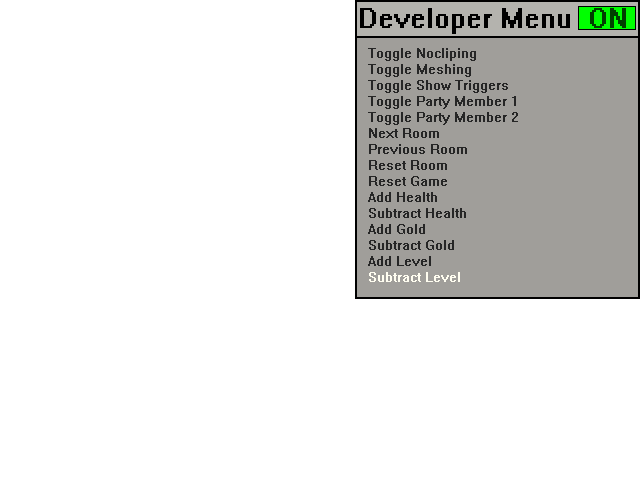 Developer Menu ON
Toggle Nocliping
Toggle Meshing
Toggle Show Triggers
Toggle Party Member 1
Toggle Party Member 2
Next Room
Previous Room
Reset Room
Reset Game
Add Health
Subtract Health
Add Gold
Subtract Gold
Add Level
Subtract Level